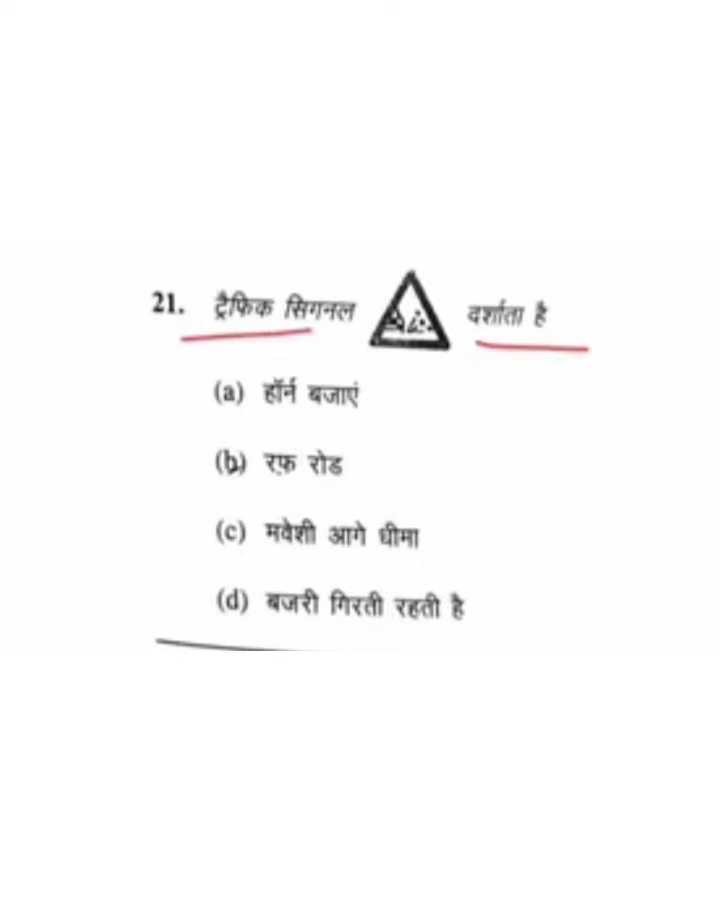 21. ट्रैफिक सिगनल दर्शाता है
(a) हॉर्न बजाएं
(b) रफ़ रोड
(c) मवेशी आगे धीमा
(d) बजरी गिरती रहती है